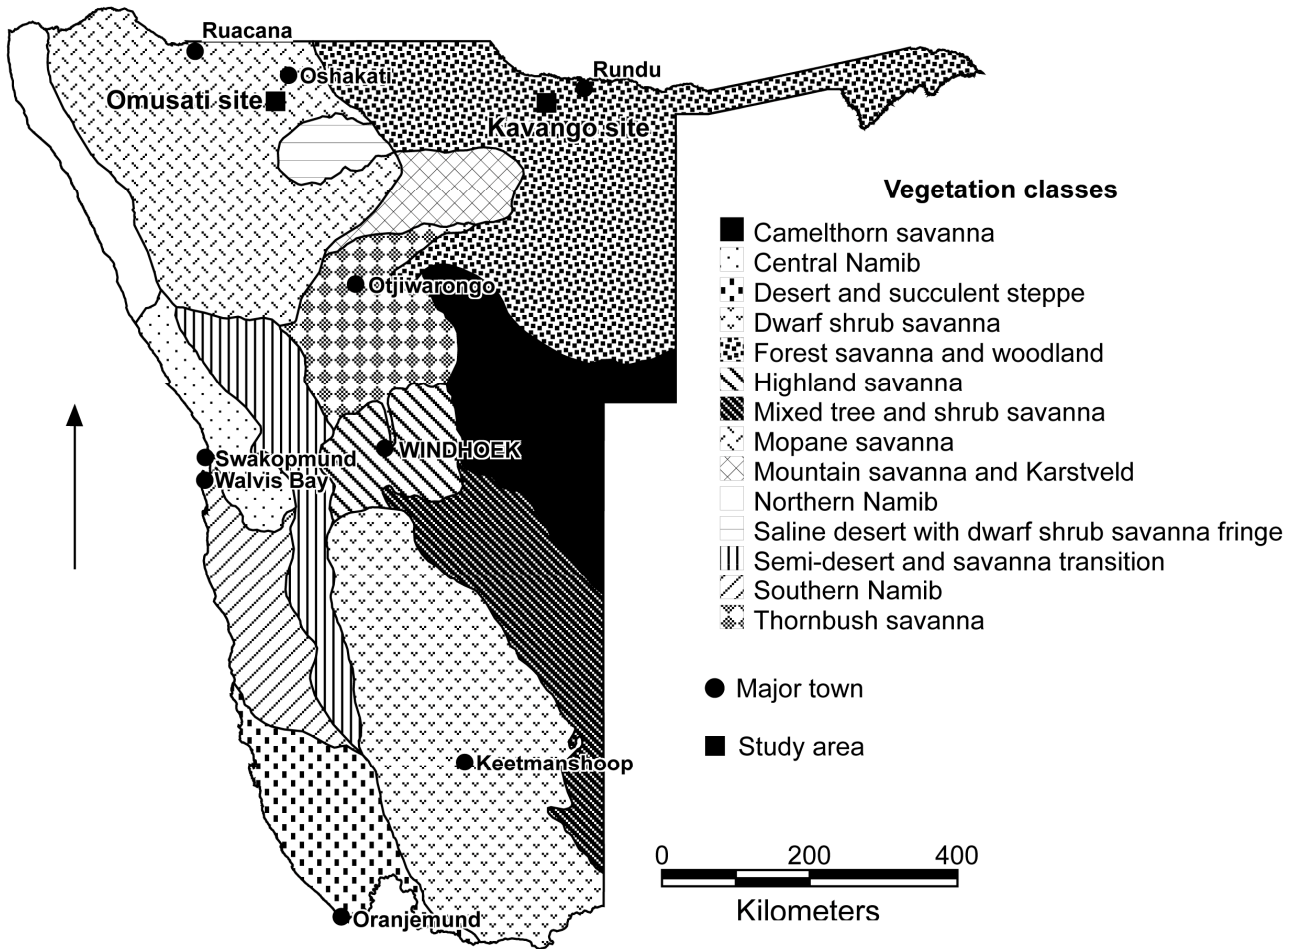 Ruacana
Oshakati
Rundu
Omusati site
Kavango site
Otjiwarongo
WINDHOEK
Swakopmund
Walvis Bay
Keetmanshoop
Oranjemund
Vegetation classes
Camelthorn savanna
Central Namib
Desert and succulent steppe
Dwarf shrub savanna
Forest savanna and woodland
Highland savanna
Mixed tree and shrub savanna
Mopane savanna
Mountain savanna and Karstveld
Northern Namib
Saline desert with dwarf shrub savanna fringe
Semi-desert and savanna transition
Southern Namib
Thornbush savanna
Major town
Study area
0 200 400
Kilometers